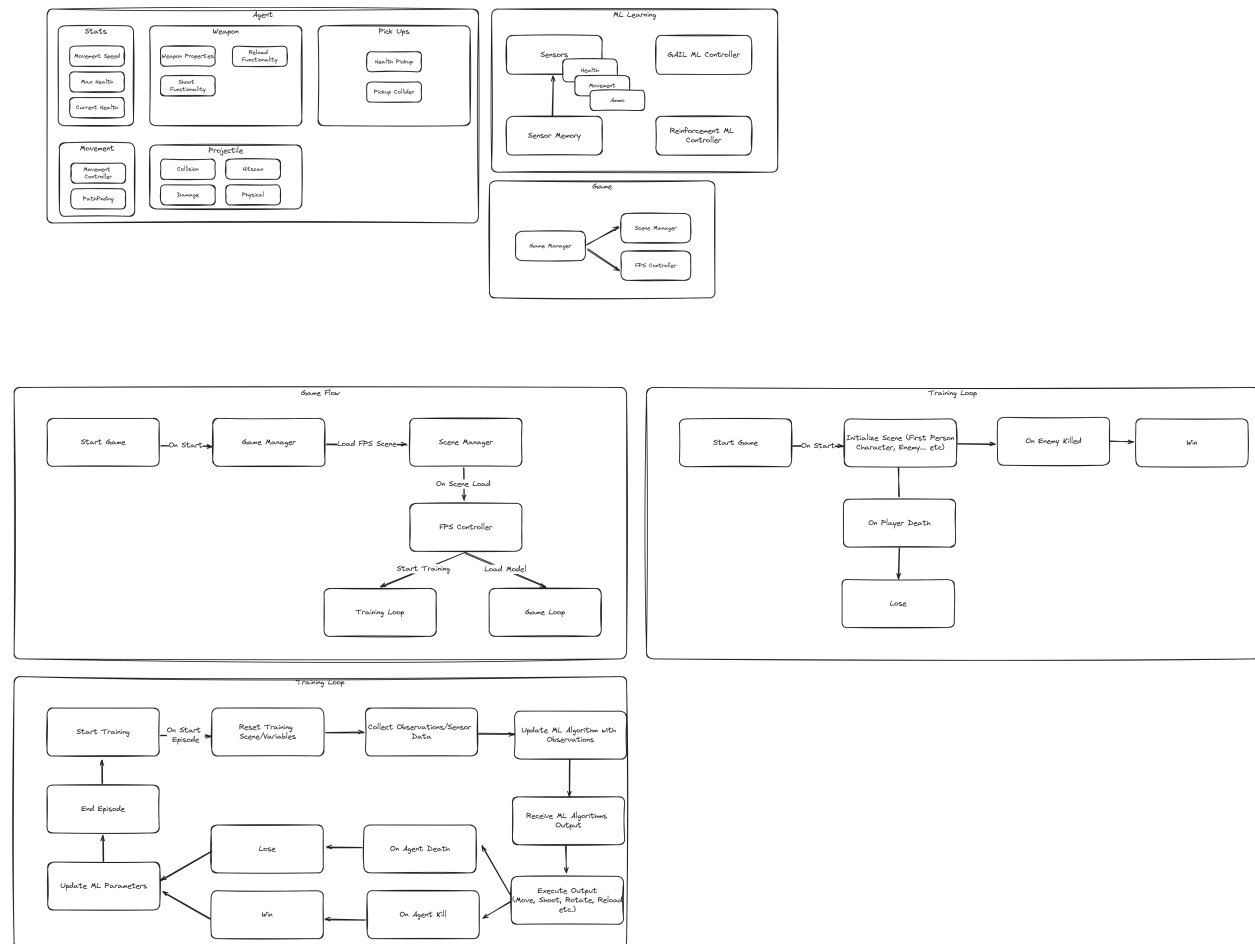 Agent
Stats
Movement Speed
Max Health
Current Health
Weapon
Weapon Properties
Reload
Functionality
Shoot
Functionality
Pick Ups
Health Pickup
Pickup Collider
Movement
Movement
Controller
Pathfinding
Projectile
Collision
Hitscan
Damage
Physical
ML Learning
Sensors
Health
Movement
Ammo
Sensor Memory
GAIL ML Controller
Reinforcement ML
Controller
Game
Game Manager
Scene Manager
FPS Controller
Game Flow
Start Game
On Start
Game Manager
Load FPS Scene
Scene Manager
On Scene Load
FPS Controller
Start Training
Load Model
Training Loop
Game Loop
Training Loop
Start Game
On Start
Initialize Scene (First Person
Character, Enemy... etc)
On Enemy Killed
Win
On Player Death
Lose
Training Loop
Start Training
On Start
Episode
Reset Training
Scene/Variables
Collect Observations/Sensor
Data
Update ML Algorithm with
Observations
End Episode
Receive ML Algorithms
Output
Lose
On Agent Death
Update ML Parameters
Execute Output
(Move, Shoot, Rotate, Reload
etc.)
Win
On Agent Kill